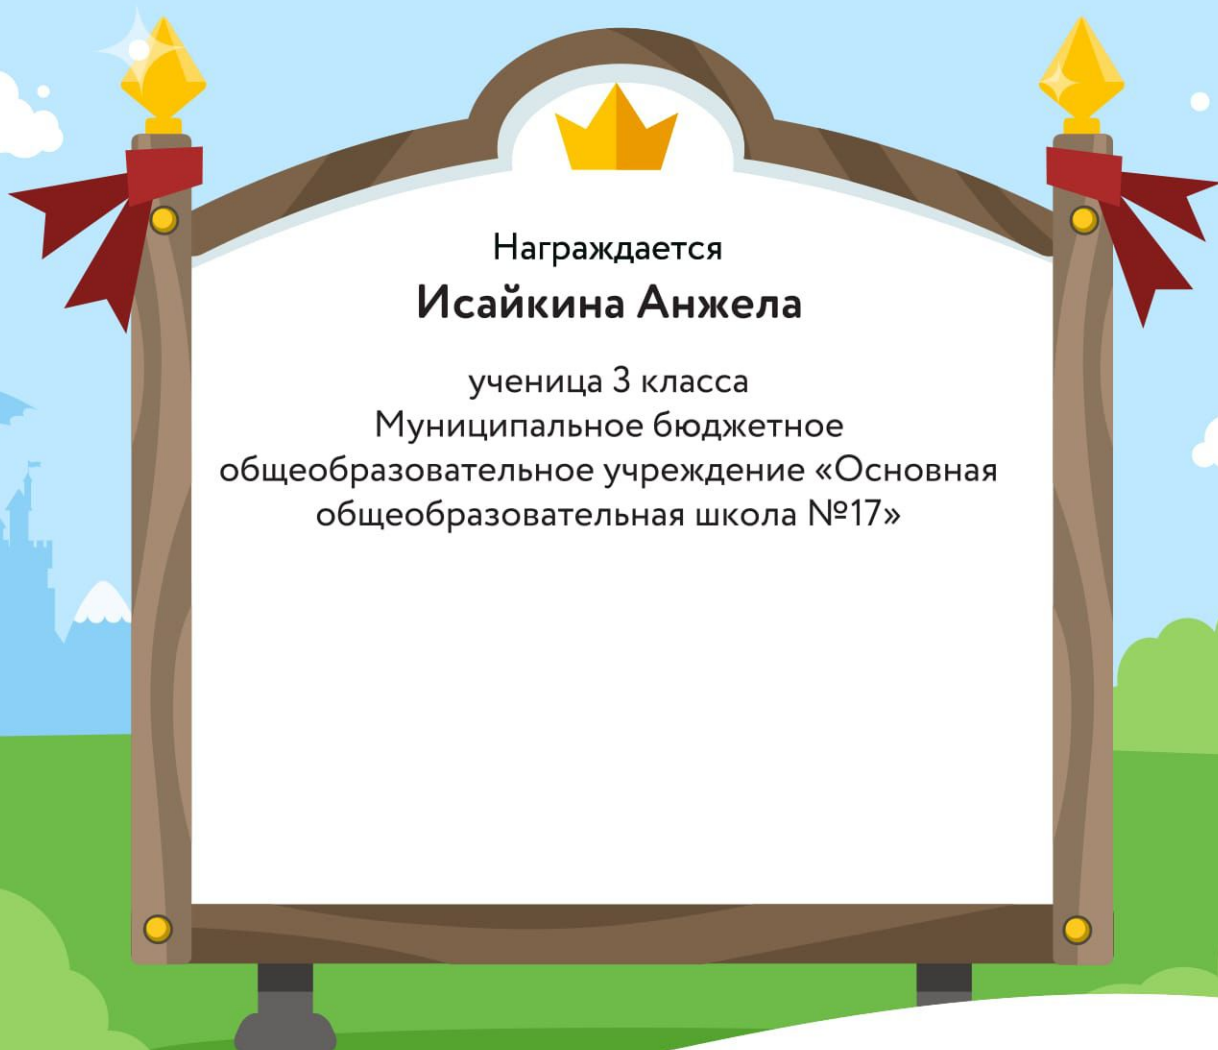 Награждается
Исайкина Анжела
ученица 3 класса
Муниципальное бюджетное
общеобразовательное учреждение «Основная
общеобразовательная школа №17»